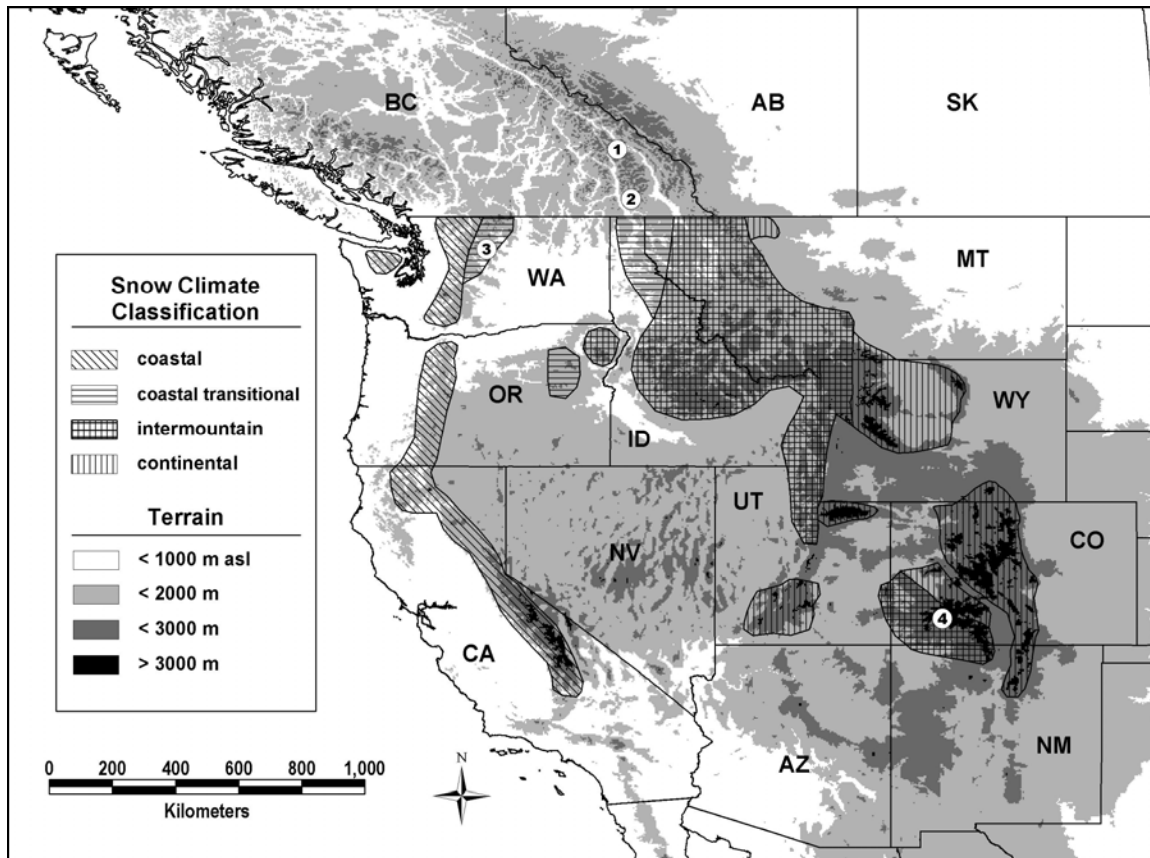 BC
AB
SK
1
2
3
WA
MT
Snow Climate
Classification
coastal
coastal transitional
intermountain
continental
Terrain
< 1000 m asl
< 2000 m
< 3000 m
> 3000 m
OR
ID
WY
UT
NV
CO
4
CA
AZ
NM
0 200 400 600 800 1,000
Kilometers
N